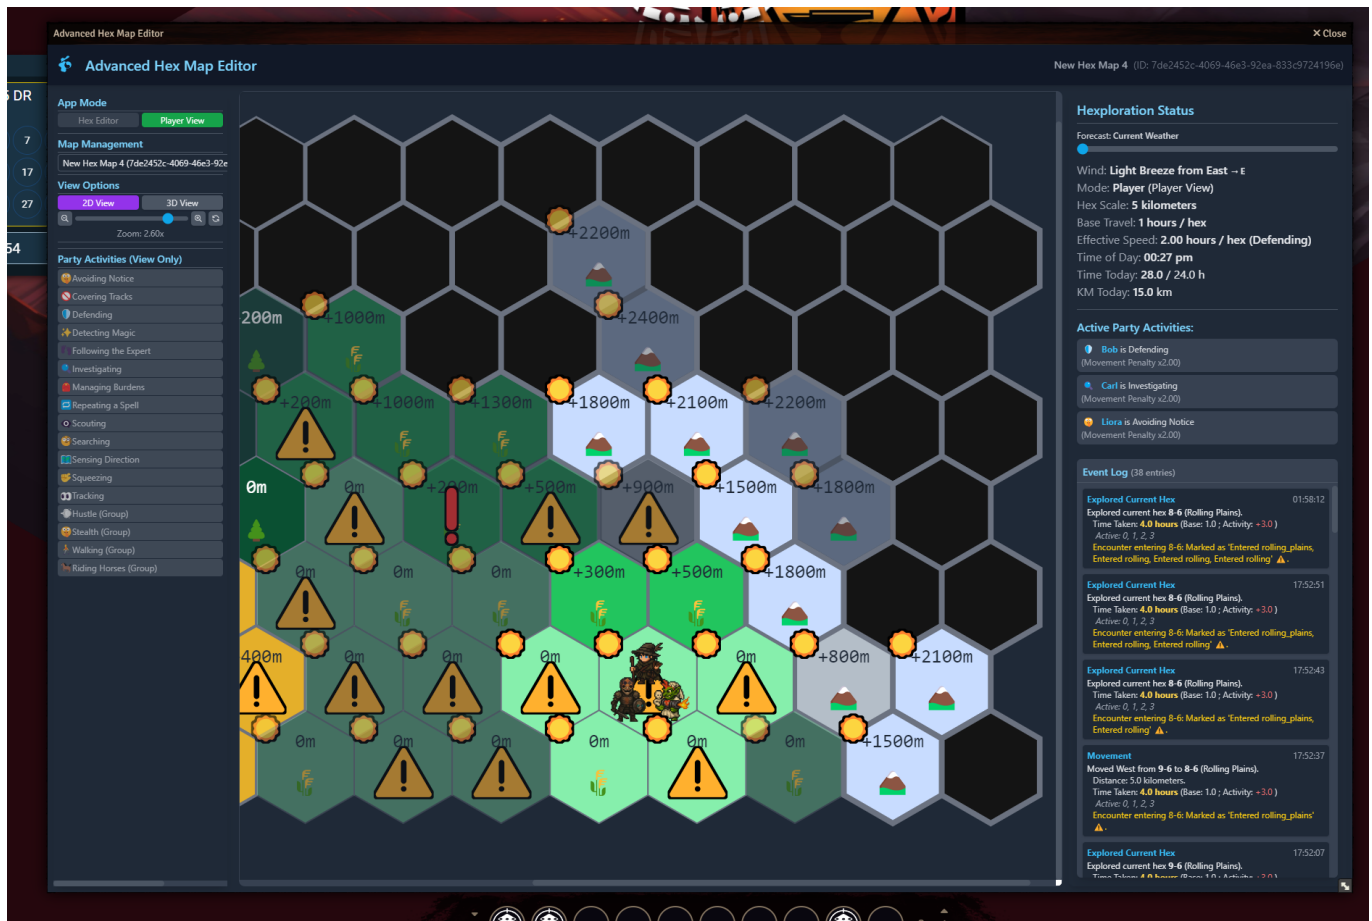 Advanced Hex Map Editor
✕ Close
Advanced Hex Map Editor
New Hex Map 4 (ID: 7de2452c-4069-46e3-92ea-833c9724196e)
DR
7
17
27
54
App Mode
Hex Editor
Player View
Map Management
New Hex Map 4 (7de2452c-4069-46e3-92e
View Options
2D View
3D View
Zoom: 2.60x
Party Activities (View Only)
Avoiding Notice
Covering Tracks
Defending
Detecting Magic
Following the Expert
Investigating
Managing Burdens
Repeating a Spell
Scouting
Searching
Sensing Direction
Squeezing
Tracking
Hustle (Group)
Stealth (Group)
Walking (Group)
Riding Horses (Group)
+2200m
200m +1000m +2400m
+200m +1000m +1300m +1800m +2100m +2200m
0m 0m +200m +500m +900m +1500m +1800m
0m 0m 0m +300m +500m +1800m
400m 0m 0m 0m 0m +800m +2100m
0m 0m 0m 0m 0m 0m +1500m
Hexploration Status
Forecast: Current Weather
Wind: Light Breeze from East → E
Mode: Player (Player View)
Hex Scale: 5 kilometers
Base Travel: 1 hours / hex
Effective Speed: 2.00 hours / hex (Defending)
Time of Day: 00:27 pm
Time Today: 28.0 / 24.0 h
KM Today: 15.0 km
Active Party Activities:
Bob is Defending
(Movement Penalty x2.00)
Carl is Investigating
(Movement Penalty x2.00)
Liora is Avoiding Notice
(Movement Penalty x2.00)
Event Log (38 entries)
Explored Current Hex 01:58:12
Explored current hex 8-6 (Rolling Plains).
Time Taken: 4.0 hours (Base: 1.0 ; Activity: +3.0 )
Active: 0, 1, 2, 3
Encounter entering 8-6: Marked as 'Entered rolling_plains,
Entered rolling, Entered rolling, Entered rolling' ⚠.
Explored Current Hex 17:52:51
Explored current hex 8-6 (Rolling Plains).
Time Taken: 4.0 hours (Base: 1.0 ; Activity: +3.0 )
Active: 0, 1, 2, 3
Encounter entering 8-6: Marked as 'Entered rolling_plains,
Entered rolling, Entered rolling' ⚠.
Explored Current Hex 17:52:43
Explored current hex 8-6 (Rolling Plains).
Time Taken: 4.0 hours (Base: 1.0 ; Activity: +3.0 )
Active: 0, 1, 2, 3
Encounter entering 8-6: Marked as 'Entered rolling_plains,
Entered rolling' ⚠.
Movement 17:52:37
Moved West from 9-6 to 8-6 (Rolling Plains).
Distance: 5.0 kilometers.
Time Taken: 4.0 hours (Base: 1.0 ; Activity: +3.0 )
Active: 0, 1, 2, 3
Encounter entering 8-6: Marked as 'Entered rolling_plains'
⚠.
Explored Current Hex 17:52:07
Explored current hex 9-6 (Rolling Plains).
Time Taken: 4.0 hours (Base: 1.0 ; Activity: +3.0 )